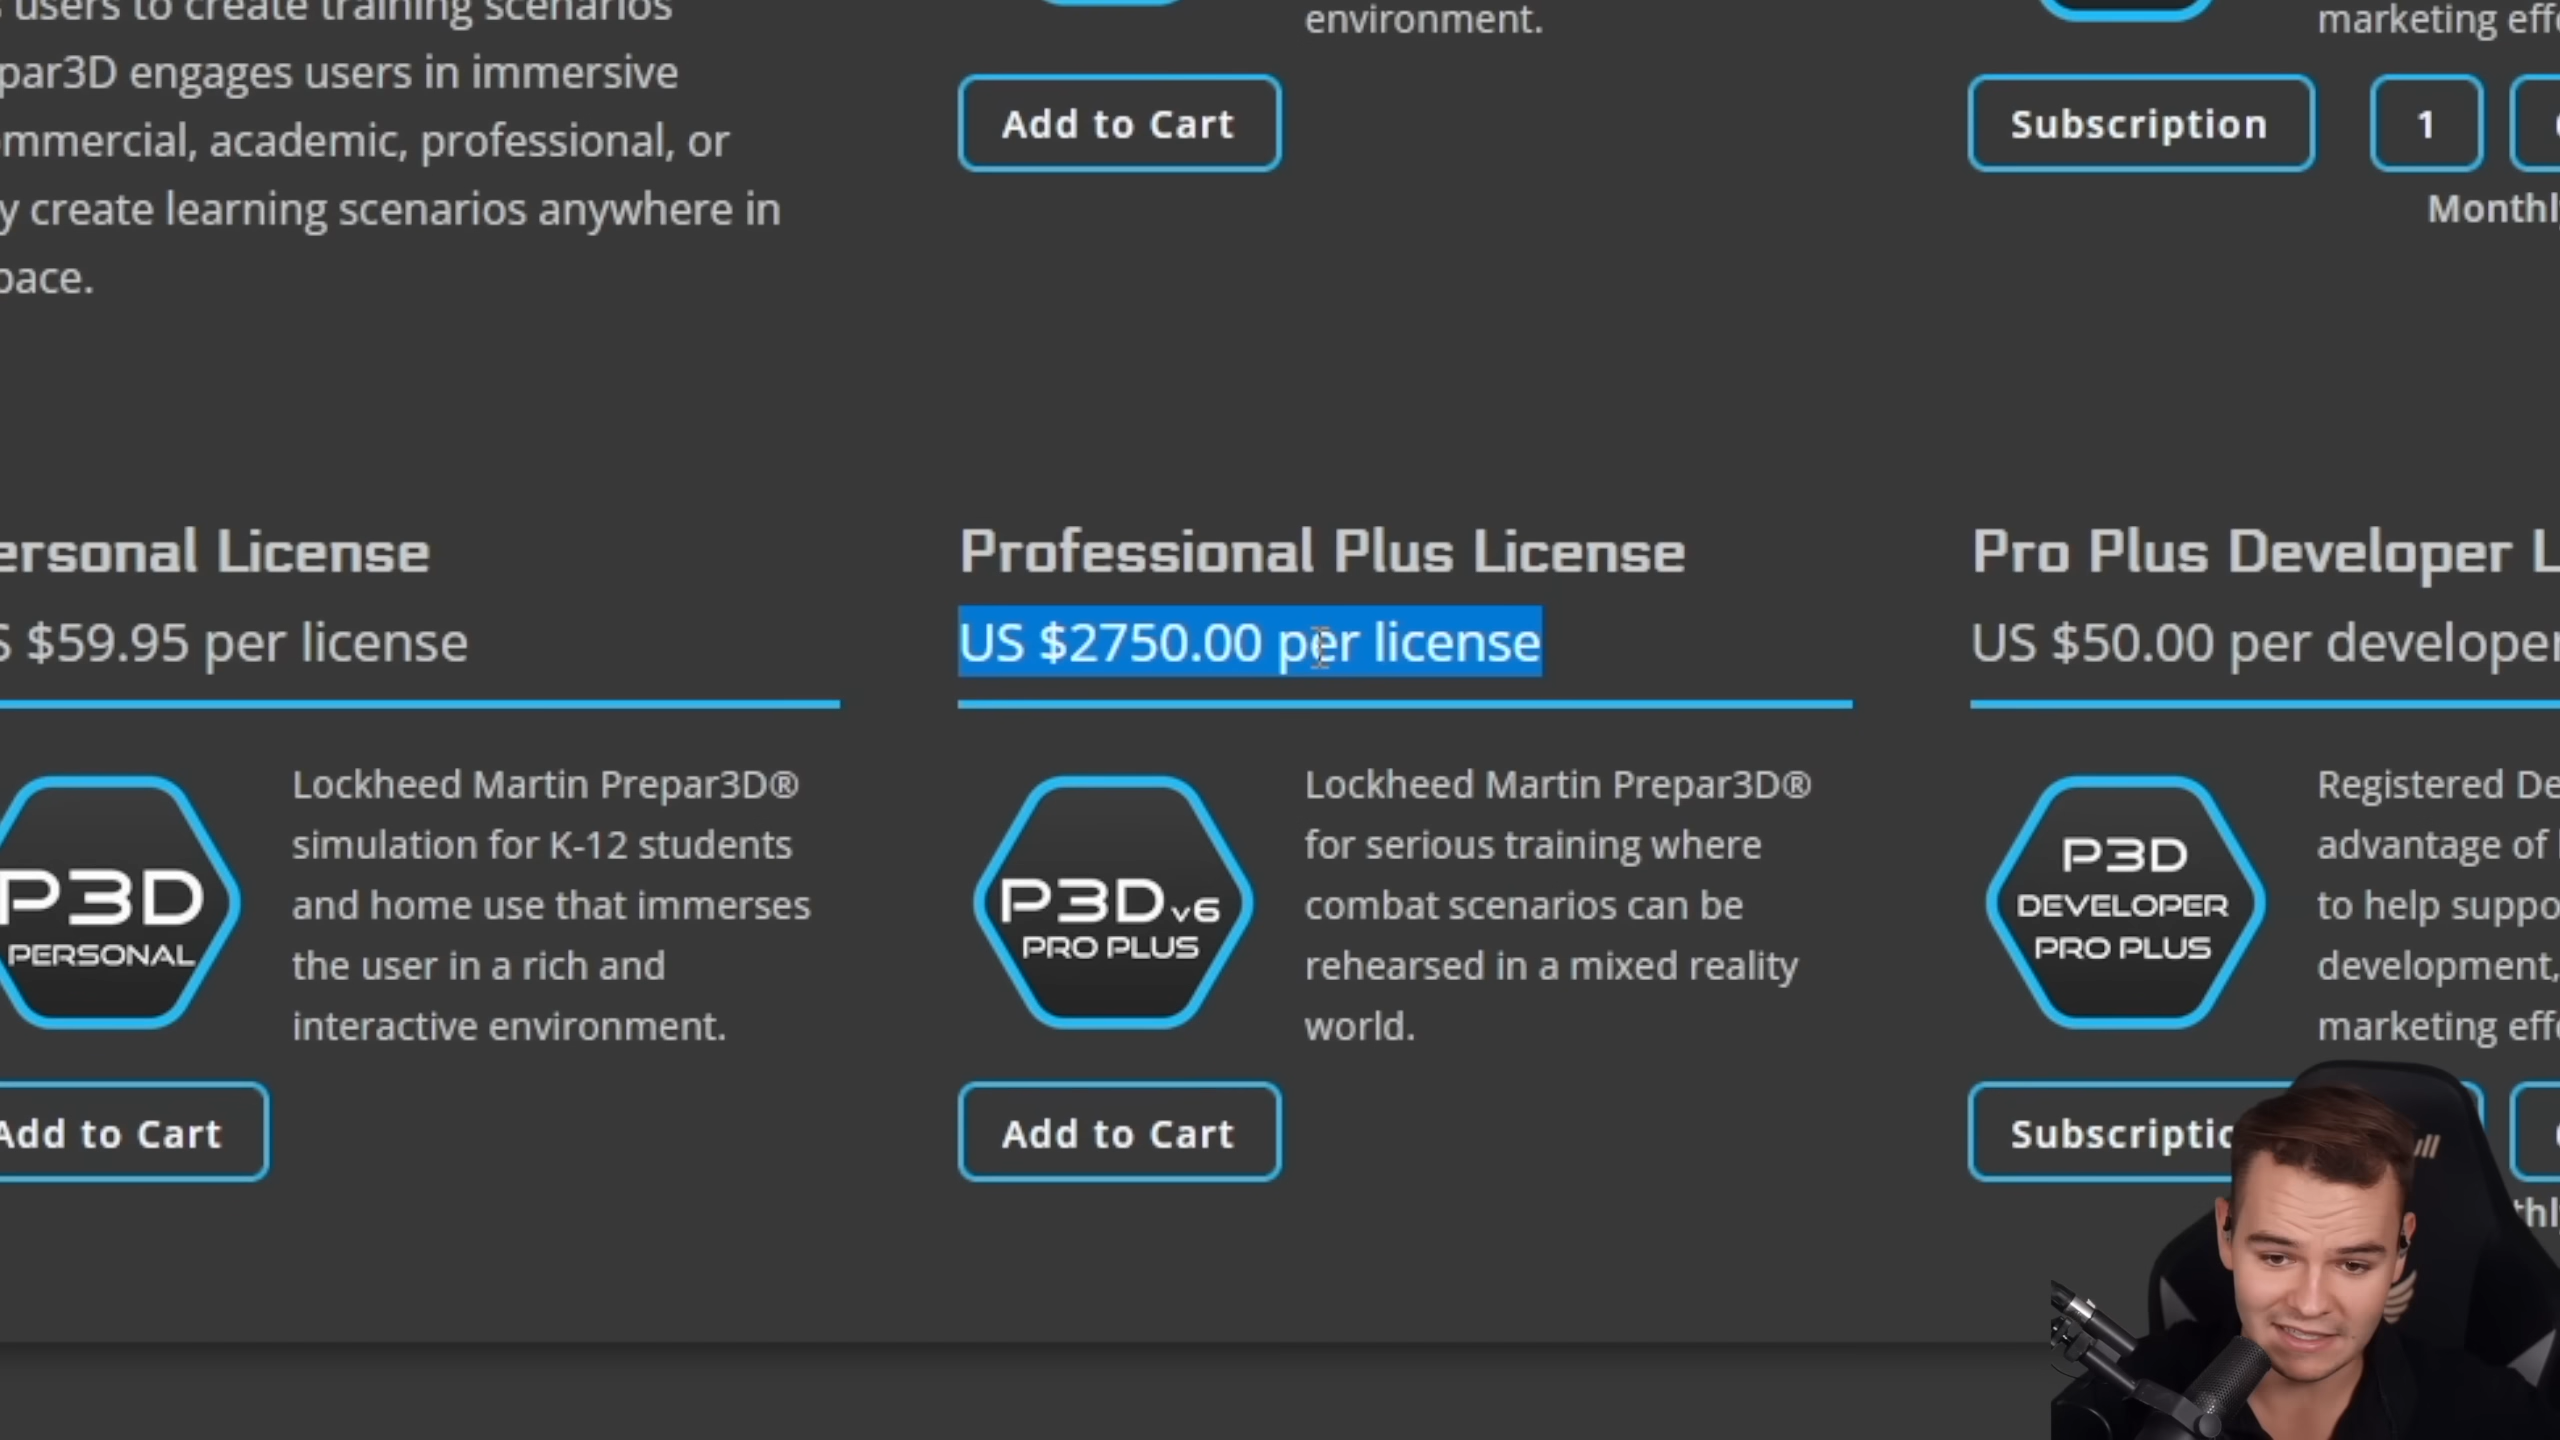 users to create training scenarios
par3D engages users in immersive
mmercial, academic, professional, or
y create learning scenarios anywhere in
pace.
environment.
Add to Cart
marketing effe
Subscription
1
Monthly
ersonal License
S $59.95 per license
P3D
PERSONAL
Lockheed Martin Prepar3D®
simulation for K-12 students
and home use that immerses
the user in a rich and
interactive environment.
Add to Cart
Professional Plus License
US $2750.00 per license
P3Dv6
PRO PLUS
Lockheed Martin Prepar3D®
for serious training where
combat scenarios can be
rehearsed in a mixed reality
world.
Add to Cart
Pro Plus Developer L
US $50.00 per developer
P3D
DEVELOPER
PRO PLUS
Registered De
advantage of
to help suppo
development,
marketing effe
Subscriptio
thl